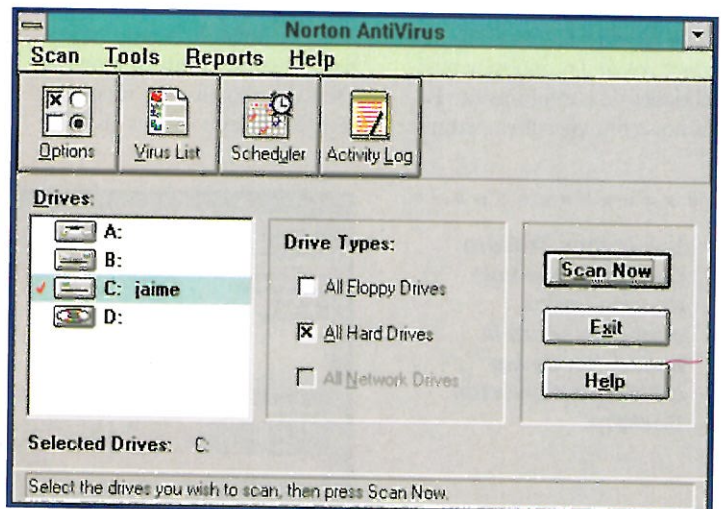 Norton AntiVirus
Scan Tools Reports Help
Options Virus List Scheduler Activity Log
Drives:
A:
B:
C: jaime
D:
Drive Types:
All Floppy Drives
All Hard Drives
All Network Drives
Scan Now
Exit
Help
Selected Drives: C:
Select the drives you wish to scan, then press Scan Now.